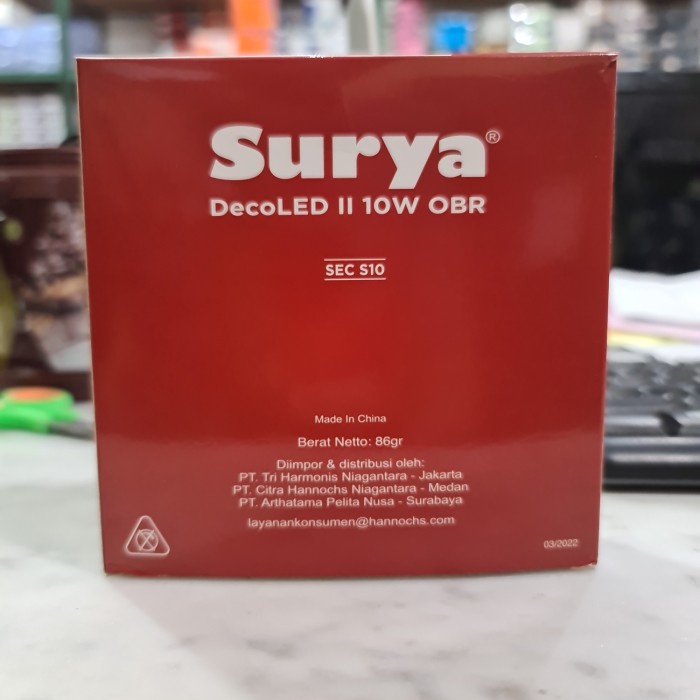 Surya®
DecoLED II 10W OBR
SEC S10
Made In China
Berat Netto: 86gr
Diimpor & distribusi oleh:
PT. Tri Harmonis Niagantara - Jakarta
PT. Citra Hannochs Niagantara - Medan
PT. Arthatama Pelita Nusa - Surabaya
layanankonsumen@hannochs.com
03/2022